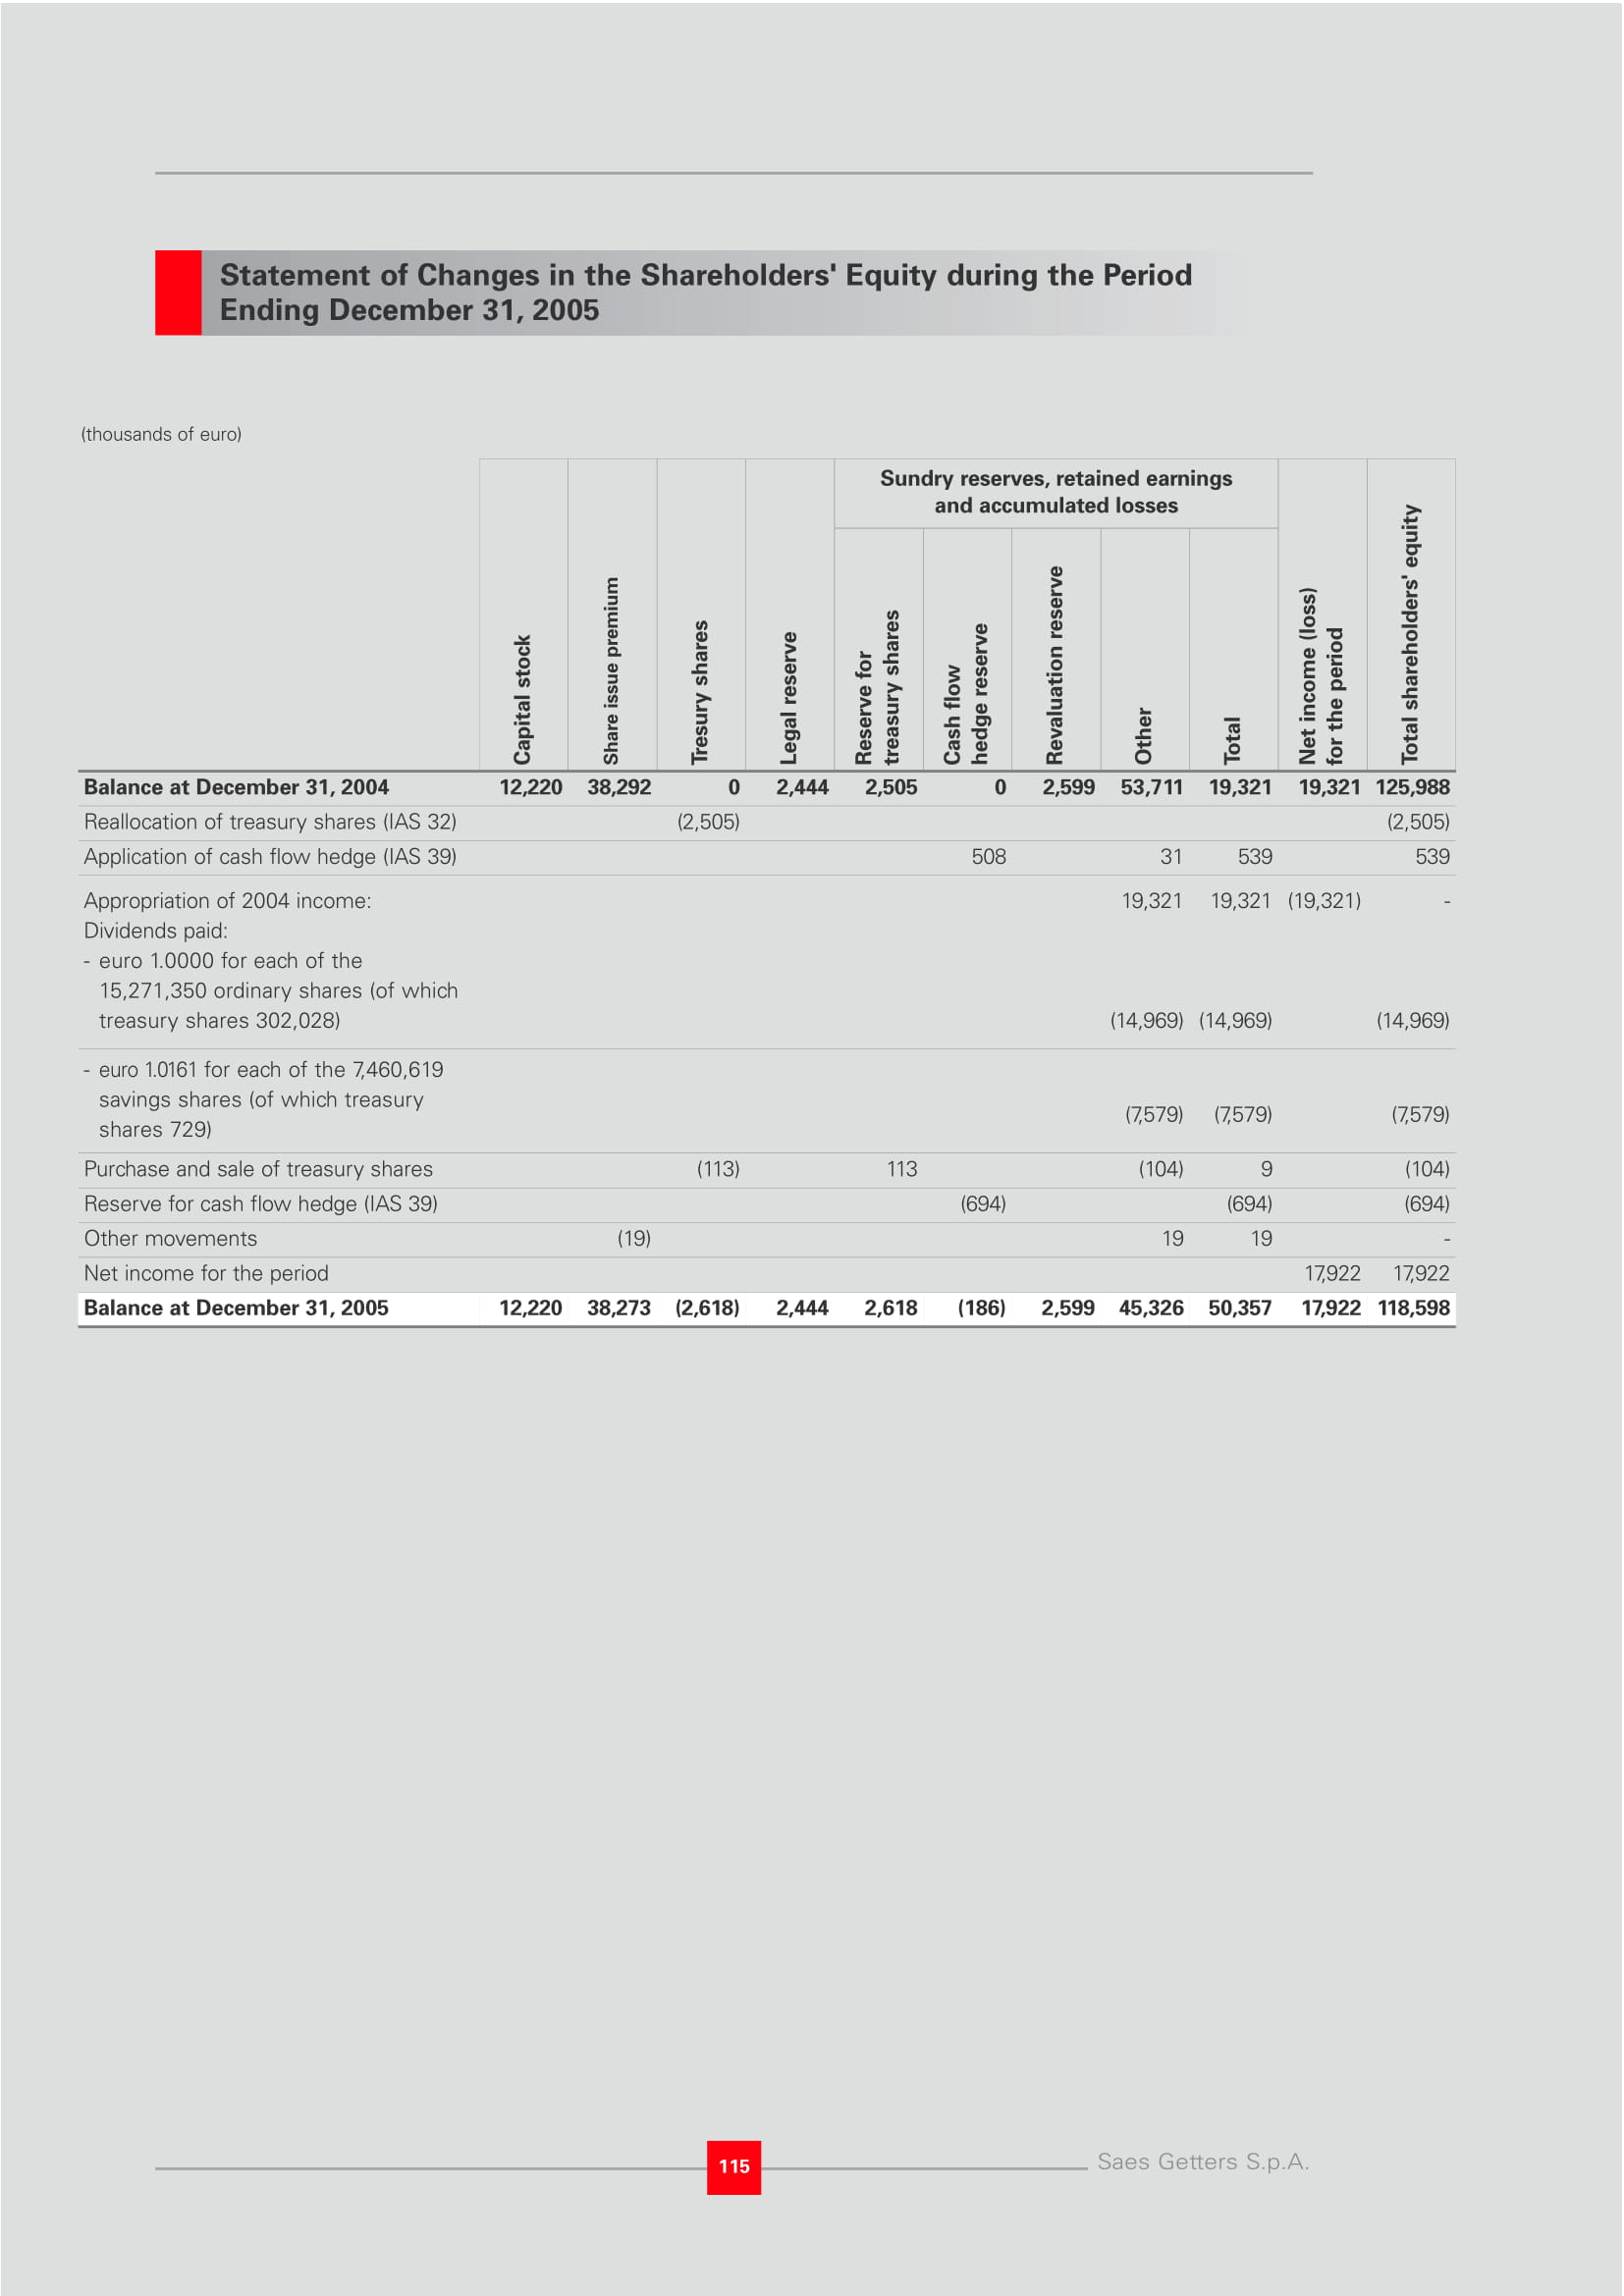 Statement of Changes in the Shareholders' Equity during the Period
Ending December 31, 2005
(thousands of euro)
Sundry reserves, retained earnings
and accumulated losses
Capital stock
Share issue premium
Tresury shares
Legal reserve
Reserve for
treasury shares
Cash flow
hedge reserve
Revaluation reserve
Other
Total
Net income (loss)
for the period
Total shareholders' equity
Balance at December 31, 2004 12,220 38,292 0 2,444 2,505 0 2,599 53,711 19,321 19,321 125,988
Reallocation of treasury shares (IAS 32) (2,505) (2,505)
Application of cash flow hedge (IAS 39) 508 31 539 539
Appropriation of 2004 income: 19,321 19,321 (19,321) -
Dividends paid:
- euro 1.0000 for each of the
15,271,350 ordinary shares (of which
treasury shares 302,028) (14,969) (14,969) (14,969)
- euro 1.0161 for each of the 7,460,619
savings shares (of which treasury
shares 729) (7,579) (7,579) (7,579)
Purchase and sale of treasury shares (113) 113 (104) 9 (104)
Reserve for cash flow hedge (IAS 39) (694) (694) (694)
Other movements (19) 19 19 -
Net income for the period 17,922 17,922
Balance at December 31, 2005 12,220 38,273 (2,618) 2,444 2,618 (186) 2,599 45,326 50,357 17,922 118,598
115
Saes Getters S.p.A.